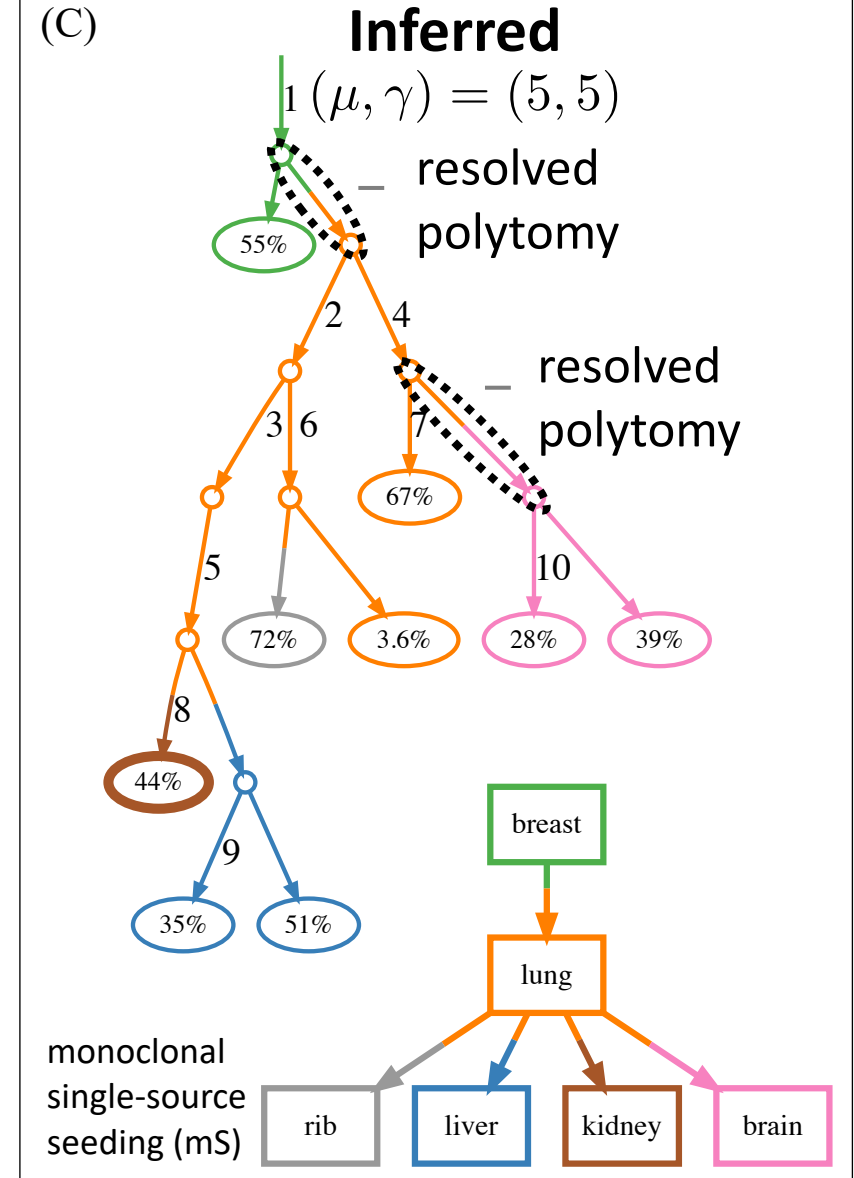 (C)
Inferred
1 (μ, γ) = (5, 5)
resolved
polytomy
55%
2
4
resolved
polytomy
3
6
7
67%
5
10
72%
3.6%
28%
39%
8
44%
breast
9
35%
51%
lung
monoclonal
single-source
seeding (mS)
rib
liver
kidney
brain